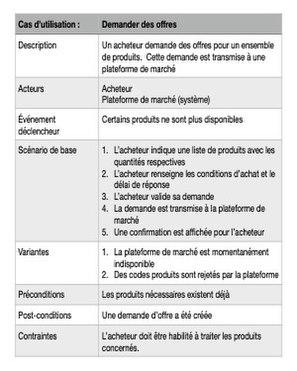 Cas d'utilisation : Demander des offres
Description Un acheteur demande des offres pour un ensemble
de produits. Cette demande est transmise à une
plateforme de marché
Acteurs Acheteur
Plateforme de marché (système)
Événement Certains produits ne sont plus disponibles
déclencheur
Scénario de base 1. L'acheteur indique une liste de produits avec les
quantités respectives
2. L'acheteur renseigne les conditions d'achat et le
délai de réponse
3. L'acheteur valide sa demande
4. La demande est transmise à la plateforme de
marché
5. Une confirmation est affichée pour l'acheteur
Variantes 1. La plateforme de marché est momentanément
indisponible
2. Des codes produits sont rejetés par la plateforme
Préconditions Les produits nécessaires existent déjà
Post-conditions Une demande d'offre a été créée
Contraintes L'acheteur doit être habilité à traiter les produits
concernés.